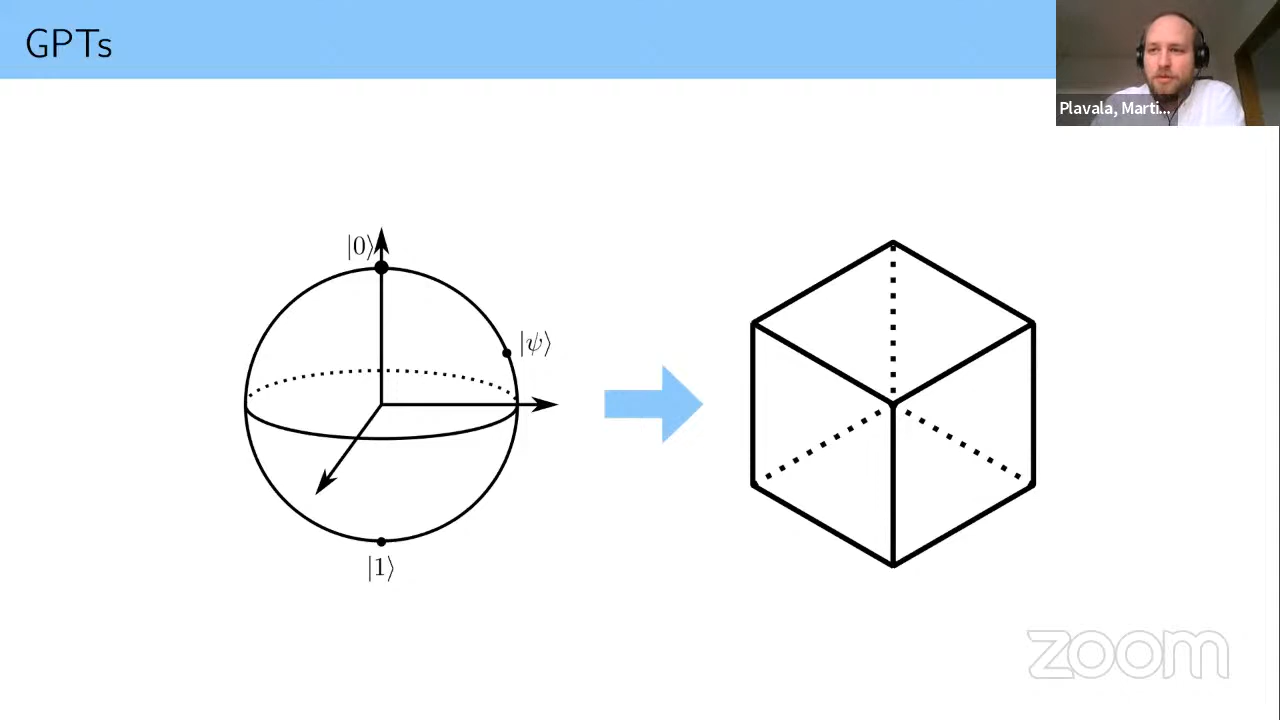 GPTs
Plavala, Marti...
|0⟩
|ψ⟩
|1⟩
zoom